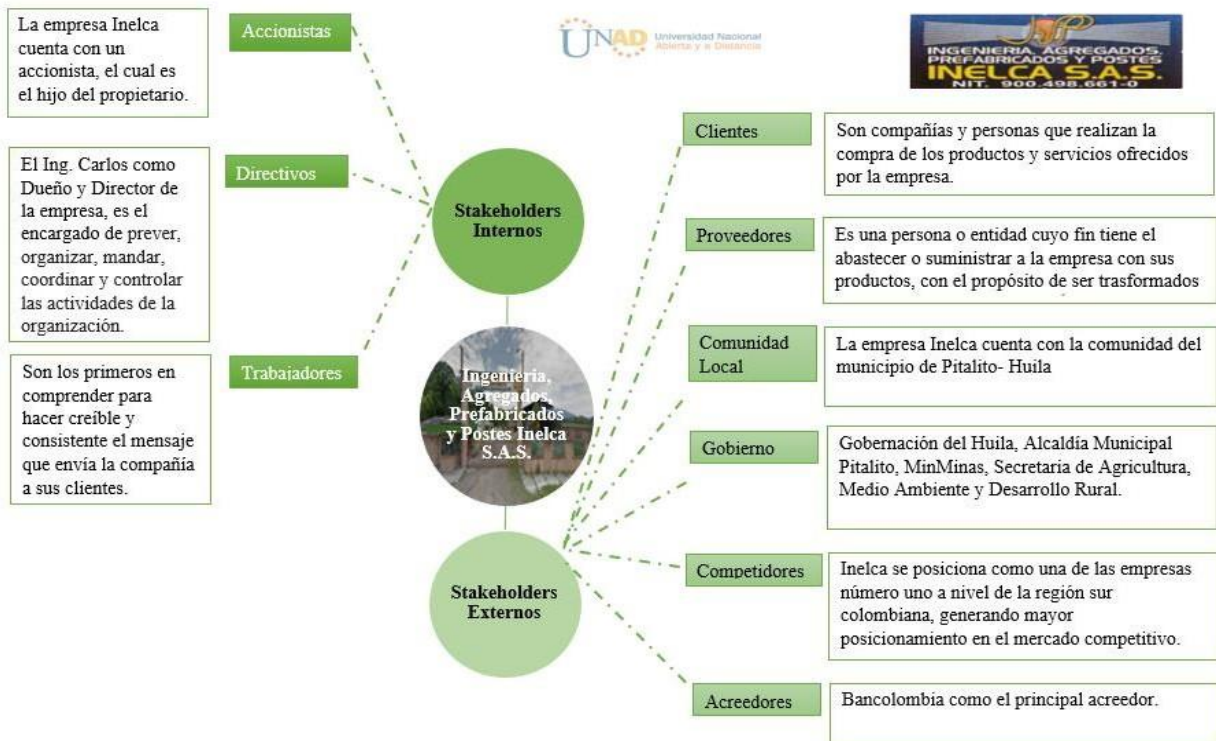 La empresa Inelca
cuenta con un
accionista, el cual es
el hijo del propietario.
Accionistas
UNAD Universidad Nacional
Abierta y a Distancia
INGENIERIA, AGREGADOS,
PREFABRICADOS Y POSTES
INELCA S.A.S.
NIT. 900.498.661-0
El Ing. Carlos como
Dueño y Director de
la empresa, es el
encargado de prever,
organizar, mandar,
coordinar y controlar
las actividades de la
organización.
Directivos
Son los primeros en
comprender para
hacer creíble y
consistente el mensaje
que envía la compañía
a sus clientes.
Trabajadores
Stakeholders
Internos
Ingenieria,
Agregados,
Prefabricados
y Postes Inelca
S.A.S.
Stakeholders
Externos
Clientes
Son compañías y personas que realizan la
compra de los productos y servicios ofrecidos
por la empresa.
Proveedores
Es una persona o entidad cuyo fin tiene el
abastecer o suministrar a la empresa con sus
productos, con el propósito de ser trasformados
Comunidad
Local
La empresa Inelca cuenta con la comunidad del
municipio de Pitalito- Huila
Gobierno
Gobernación del Huila, Alcaldía Municipal
Pitalito, MinMinas, Secretaria de Agricultura,
Medio Ambiente y Desarrollo Rural.
Competidores
Inelca se posiciona como una de las empresas
número uno a nivel de la región sur
colombiana, generando mayor
posicionamiento en el mercado competitivo.
Acreedores
Bancolombia como el principal acreedor.